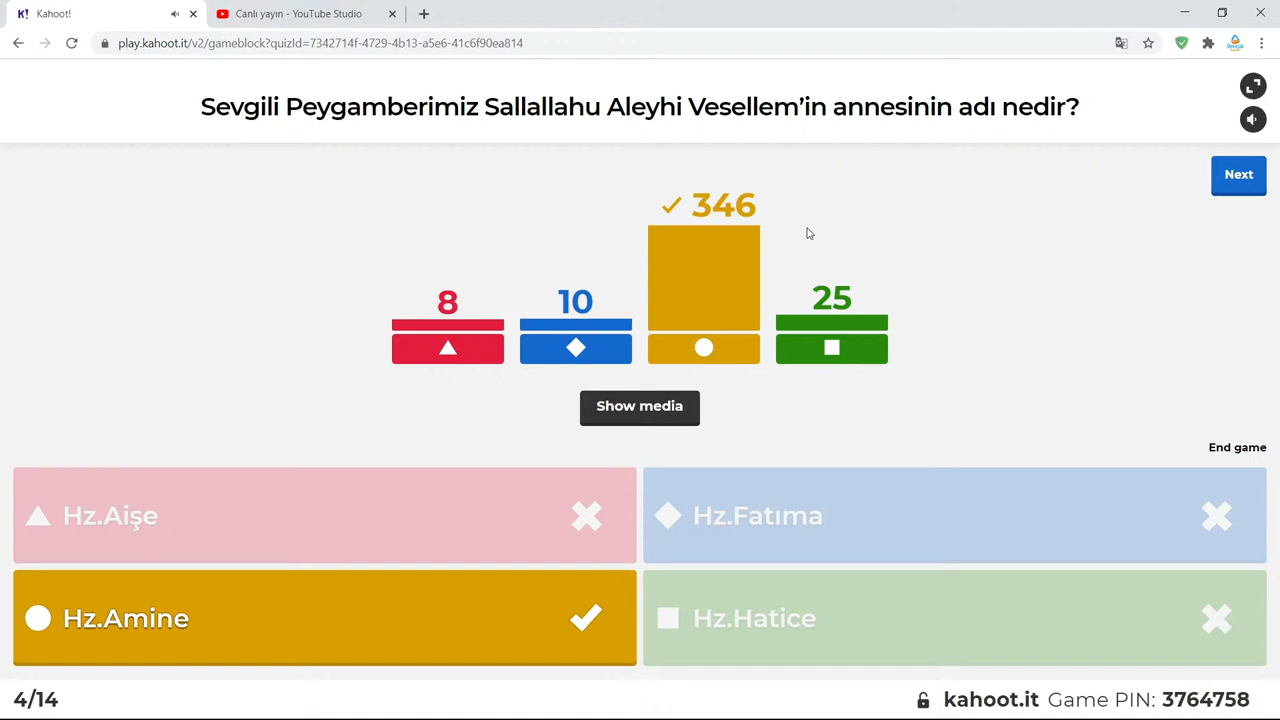 K! Kahoot!
Canlı yayın - YouTube Studio
play.kahoot.it/v2/gameblock?quizId=7342714f-4729-4b13-a5e6-41c6f90ea814
Sevgili Peygamberimiz Sallallahu Aleyhi Vesellem'in annesinin adı nedir?
Next
346
8
10
25
Show media
End game
Hz.Aişe
Hz.Fatıma
Hz.Amine
Hz.Hatice
4/14
kahoot.it Game PIN: 3764758